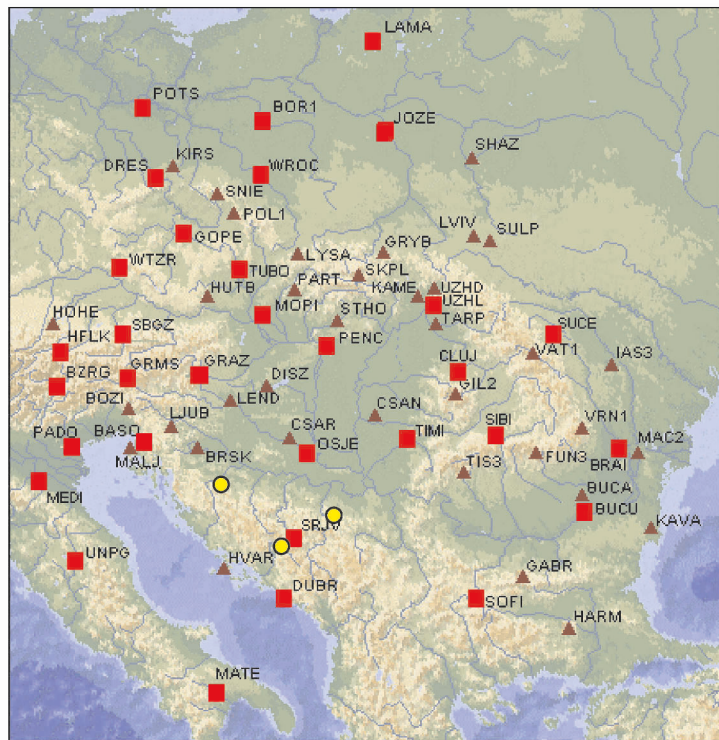 LAMA
POTS
BOR1
JOZE
SHAZ
KIRS
DRES
WROC
SNIE
POL1
LVIV
SULP
GOPE
LYSA
GRYB
WTZR
TUBO
SKPL
PART
HUTB
KAME
UZHD
UZHL
MOPI
STHO
TARP
HOHE
SBGZ
SUCE
HFLK
PENC
VAT1
IAS3
BZRG
GRMS
GRAZ
DISZ
CLUJ
GIL2
BOZI
LEND
LJUB
CSAN
PADO
BASO
CSAR
SIBI
VRN1
MALJ
BRSK
OSJE
TIMI
TIS3
FUN3
BRAI
MAC2
MEDI
BUCA
BUCU
SRJV
KAVA
UNPG
HVAR
GABR
DUBR
SOFI
HARM
MATE